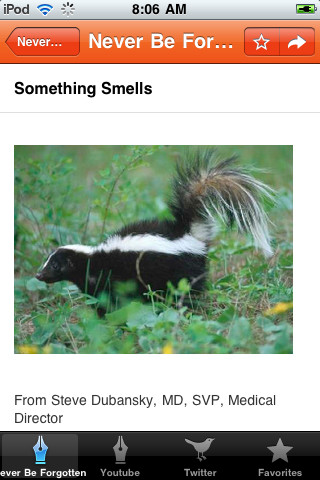 iPod 8:06 AM
Never... Never Be For...
Something Smells
From Steve Dubansky, MD, SVP, Medical
Director
ever Be Forgotten Youtube Twitter Favorites